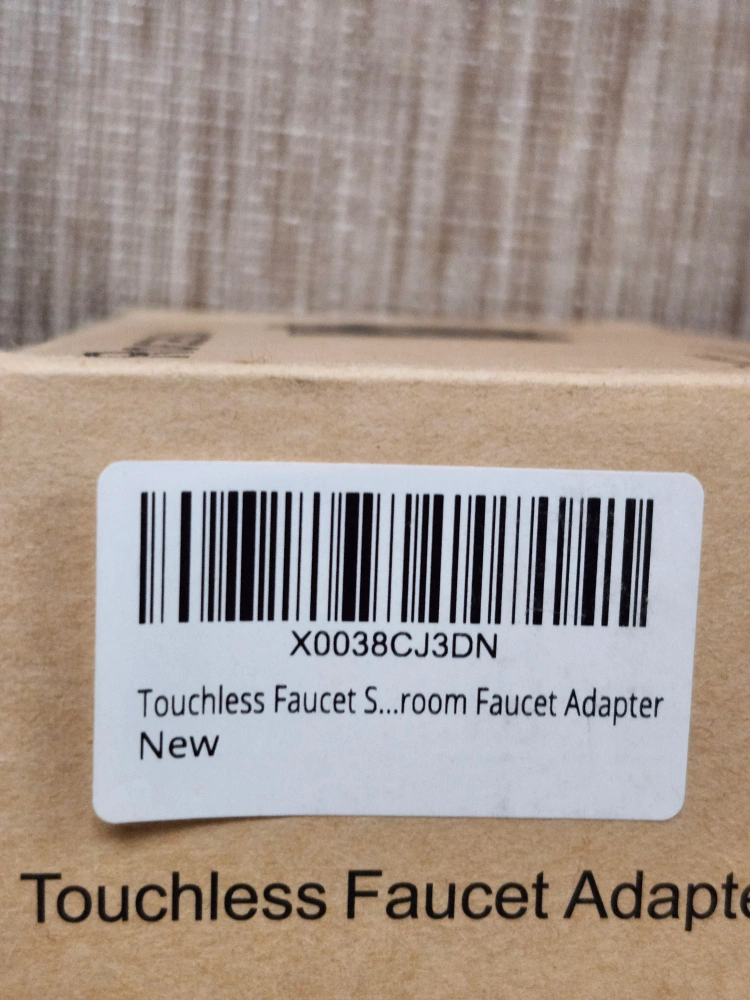 X0038CJ3DN
Touchless Faucet S...room Faucet Adapter
New
Touchless Faucet Adapte